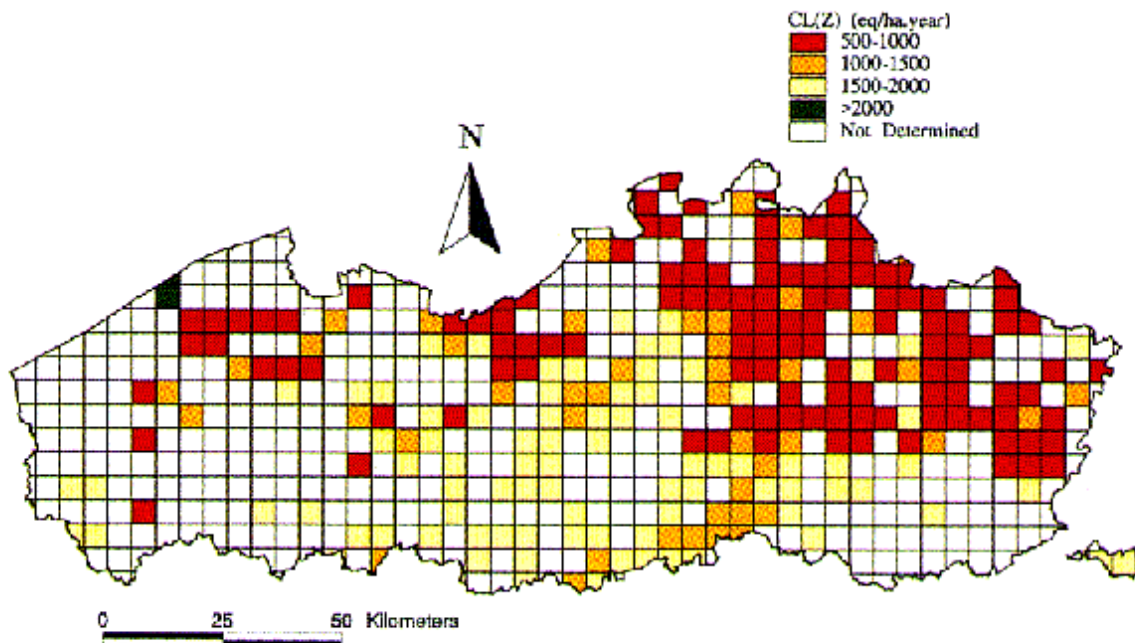 CL(Z) (eq/ha.year)
500-1000
1000-1500
1500-2000
>2000
Not Determined
N
0 25 50 Kilometers